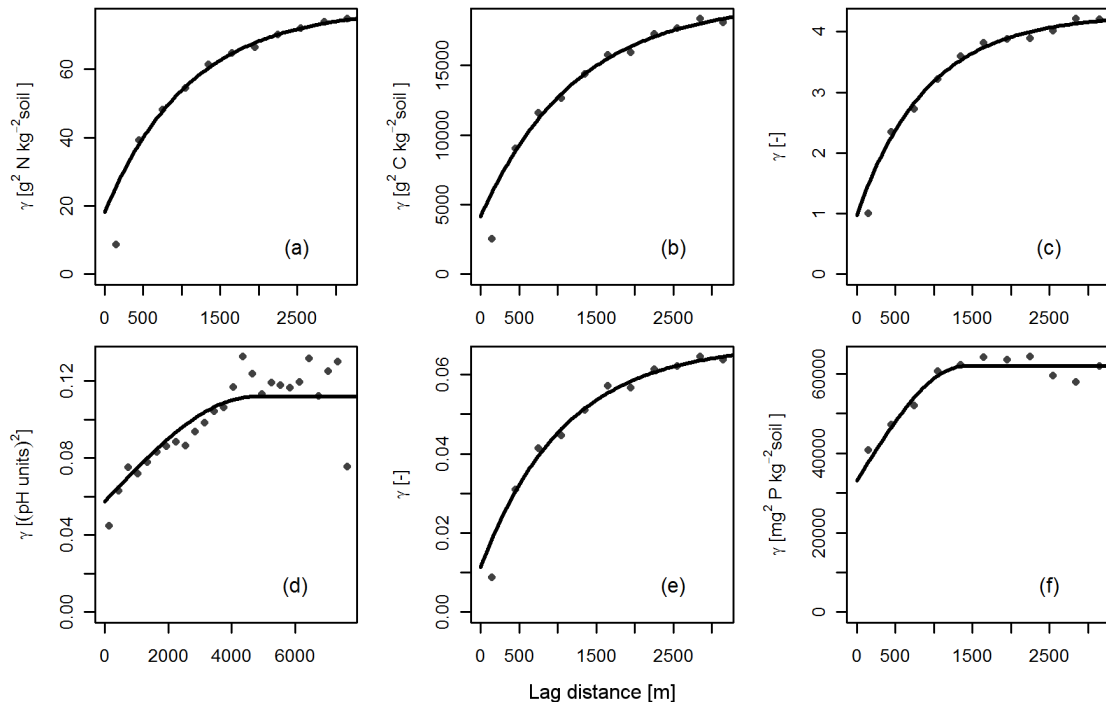 γ [g² N kg⁻²soil ]
0 20 40 60
0 500 1500 2500
(a)
γ [g² C kg⁻²soil ]
0 5000 10000 15000
0 500 1500 2500
(b)
γ [-]
0 1 2 3 4
0 500 1500 2500
(c)
γ [(pH units)²]
0.00 0.04 0.08 0.12
0 2000 4000 6000
(d)
γ [-]
0.00 0.02 0.04 0.06
0 500 1500 2500
(e)
γ [mg² P kg⁻²soil ]
0 20000 40000 60000
0 500 1500 2500
(f)
Lag distance [m]